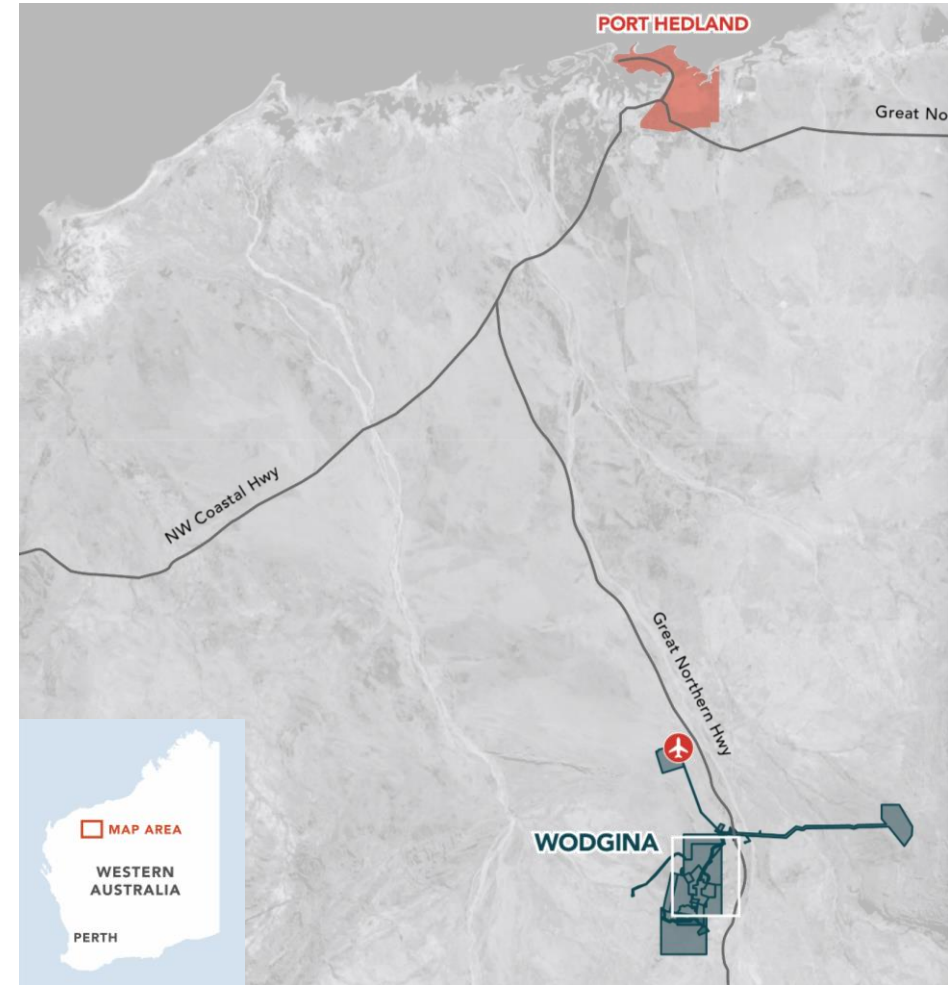 PORT HEDLAND
Great No
NW Coastal Hwy
Great Northern Hwy
WODGINA
MAP AREA
WESTERN
AUSTRALIA
PERTH